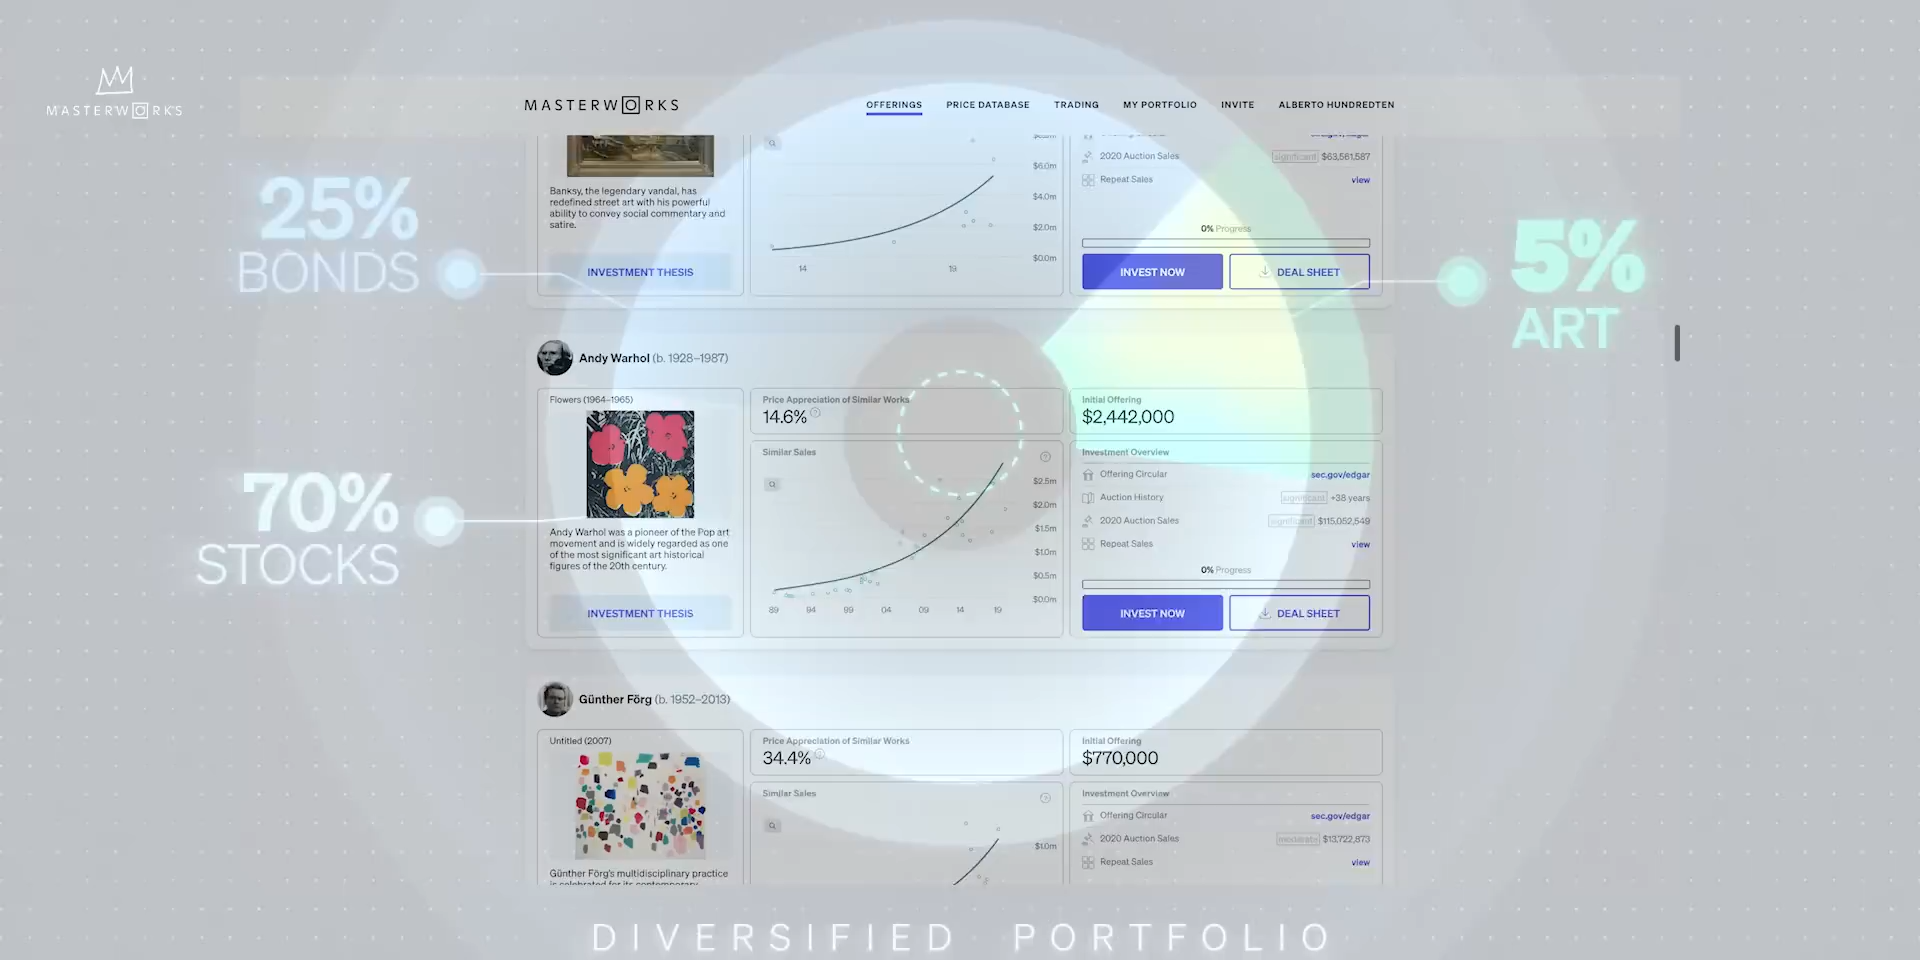 MASTERWORKS
MASTERWORKS
OFFERINGS
PRICE DATABASE
TRADING
MY PORTFOLIO
INVITE
ALBERTO HUNDREDTEN
25%
BONDS
70%
STOCKS
5%
ART
Banksy, the legendary vandal, has
redefined street art with his powerful
ability to convey social commentary and
satire.
INVESTMENT THESIS
$6.0m
$4.0m
$2.0m
$0.0m
14
19
2020 Auction Sales
significant $63,561,587
Repeat Sales
view
0% Progress
INVEST NOW
DEAL SHEET
Andy Warhol (b. 1928–1987)
Flowers (1964–1965)
Andy Warhol was a pioneer of the Pop art
movement and is widely regarded as one
of the most significant art historical
figures of the 20th century.
INVESTMENT THESIS
Price Appreciation of Similar Works
14.6%
Similar Sales
$2.5m
$2.0m
$1.5m
$1.0m
$0.5m
$0.0m
89
94
99
04
09
14
19
Initial Offering
$2,442,000
Investment Overview
Offering Circular
sec.gov/edgar
Auction History
significant +38 years
2020 Auction Sales
significant $115,052,549
Repeat Sales
view
0% Progress
INVEST NOW
DEAL SHEET
Günther Förg (b. 1952–2013)
Untitled (2007)
Günther Förg's multidisciplinary practice
is celebrated for its contemporary
Price Appreciation of Similar Works
34.4%
Similar Sales
$1.0m
Initial Offering
$770,000
Investment Overview
Offering Circular
sec.gov/edgar
2020 Auction Sales
moderate $13,722,873
Repeat Sales
view
DIVERSIFIED PORTFOLIO